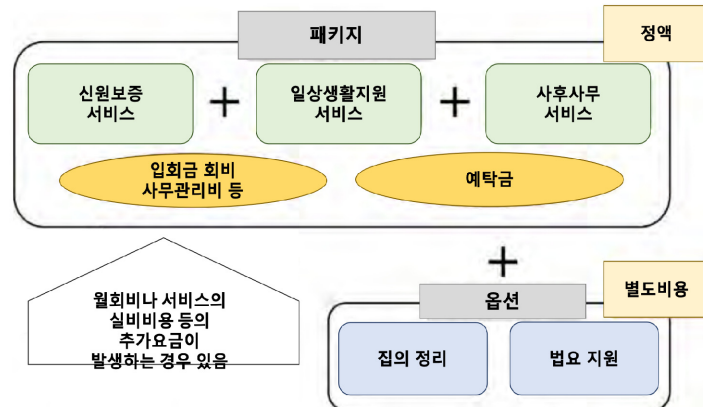 패키지
정액
신원보증
서비스
+
일상생활지원
서비스
+
사후사무
서비스
입회금 회비
사무관리비 등
예탁금
+
월회비나 서비스의
실비비용 등의
추가요금이
발생하는 경우 있음
옵션
별도비용
집의 정리
법요 지원